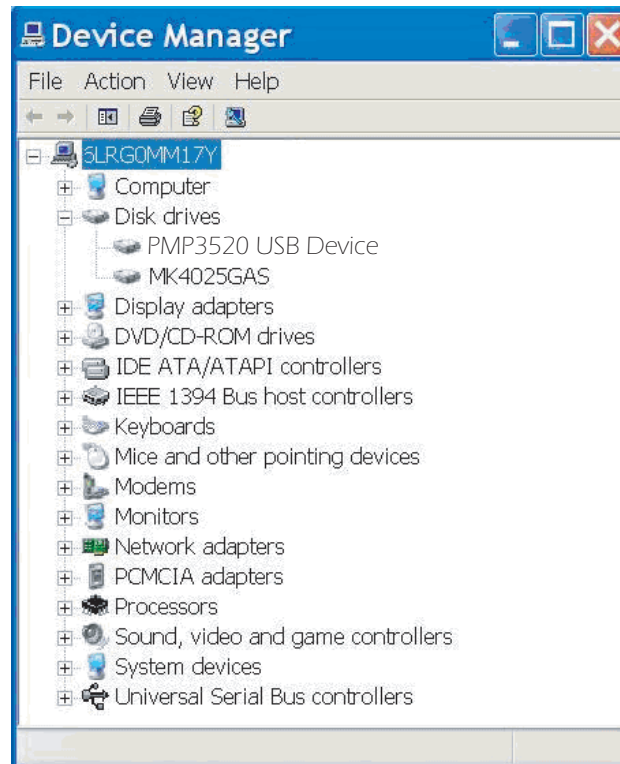 Device Manager
File Action View Help
6LRG0MM17Y
Computer
Disk drives
PMP3520 USB Device
MK4025GAS
Display adapters
DVD/CD-ROM drives
IDE ATA/ATAPI controllers
IEEE 1394 Bus host controllers
Keyboards
Mice and other pointing devices
Modems
Monitors
Network adapters
PCMCIA adapters
Processors
Sound, video and game controllers
System devices
Universal Serial Bus controllers